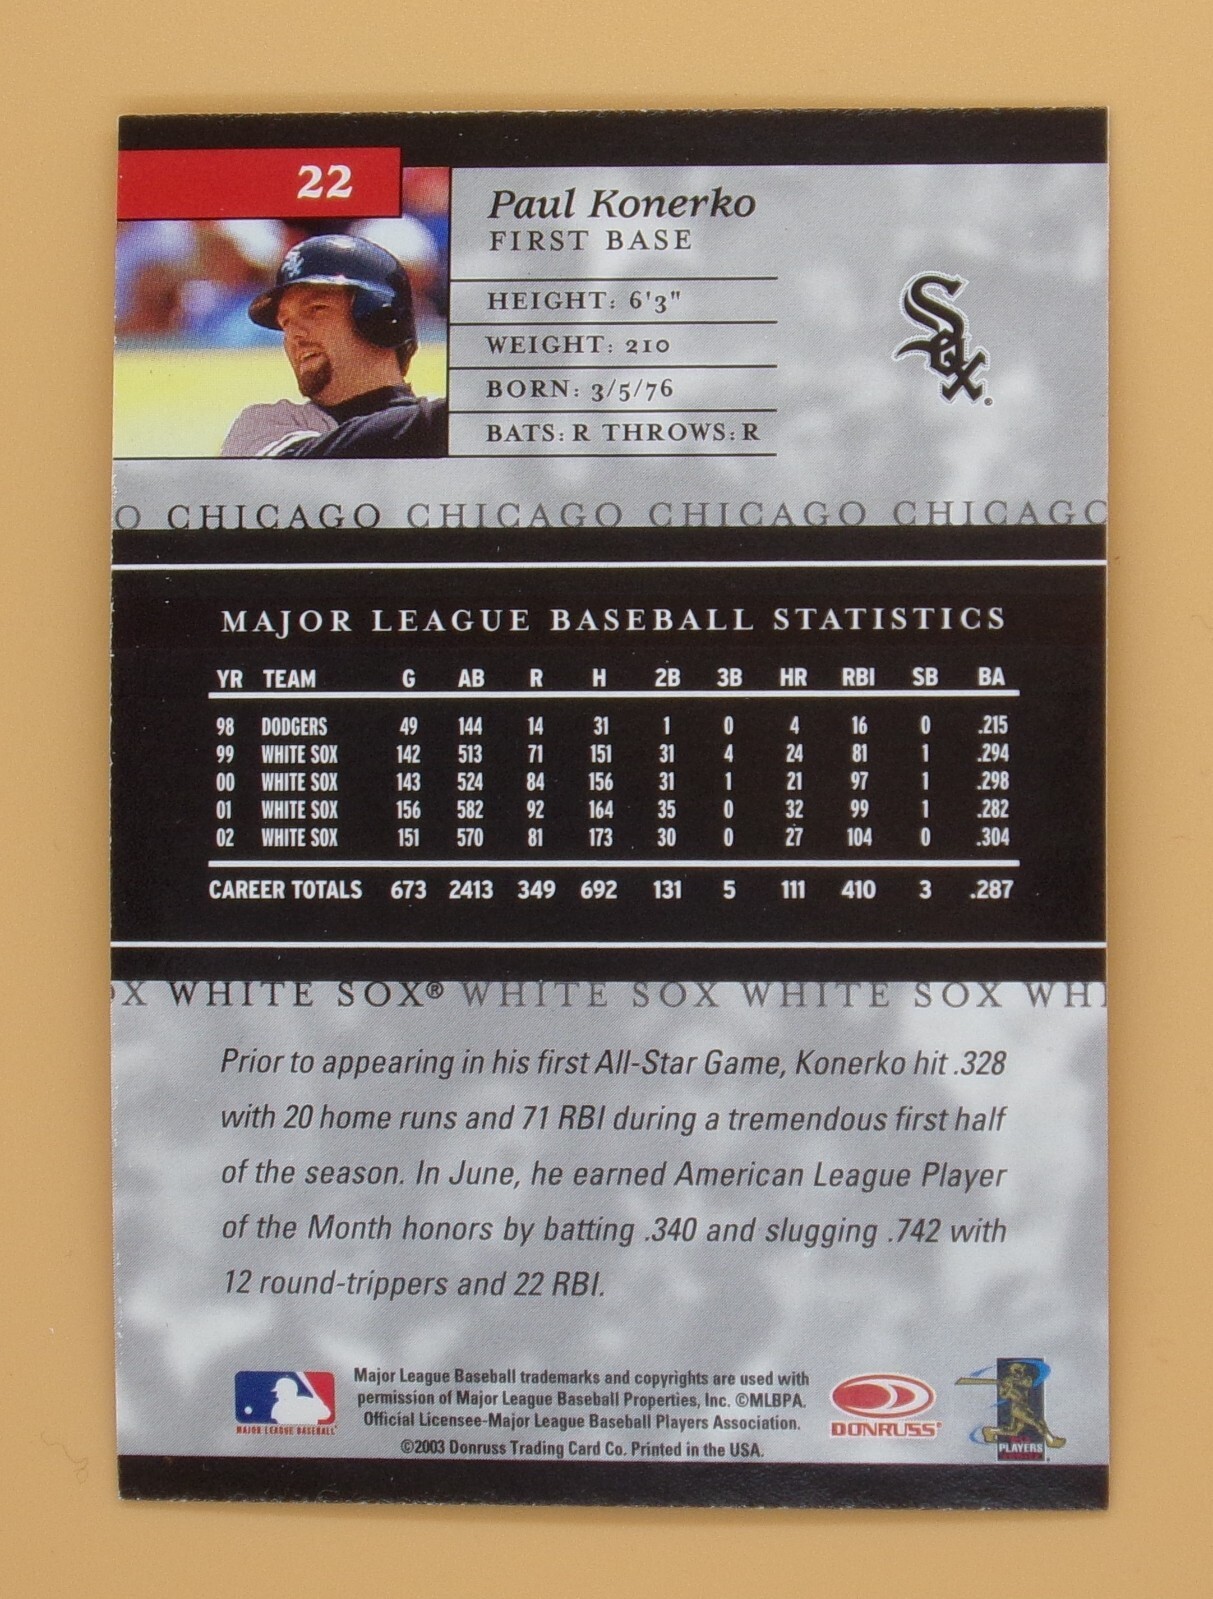 22
Paul Konerko
FIRST BASE
HEIGHT: 6'3"
WEIGHT: 210
BORN: 3/5/76
BATS: R THROWS: R
Sox
O CHICAGO CHICAGO CHICAGO CHICAGO
MAJOR LEAGUE BASEBALL STATISTICS
YR TEAM G AB R H 2B 3B HR RBI SB BA
98 DODGERS 49 144 14 31 1 0 4 16 0 .215
99 WHITE SOX 142 513 71 151 31 4 24 81 1 .294
00 WHITE SOX 143 524 84 156 31 1 21 97 1 .298
01 WHITE SOX 156 582 92 164 35 0 32 99 1 .282
02 WHITE SOX 151 570 81 173 30 0 27 104 0 .304
CAREER TOTALS 673 2413 349 692 131 5 111 410 3 .287
OX WHITE SOX® WHITE SOX WHITE SOX WHI
Prior to appearing in his first All-Star Game, Konerko hit .328
with 20 home runs and 71 RBI during a tremendous first half
of the season. In June, he earned American League Player
of the Month honors by batting .340 and slugging .742 with
12 round-trippers and 22 RBI.
MAJOR LEAGUE BASEBALL
Major League Baseball trademarks and copyrights are used with
permission of Major League Baseball Properties, Inc. ©MLBPA.
Official Licensee-Major League Baseball Players Association.
©2003 Donruss Trading Card Co. Printed in the USA.
DONRUSS®
PLAYERS